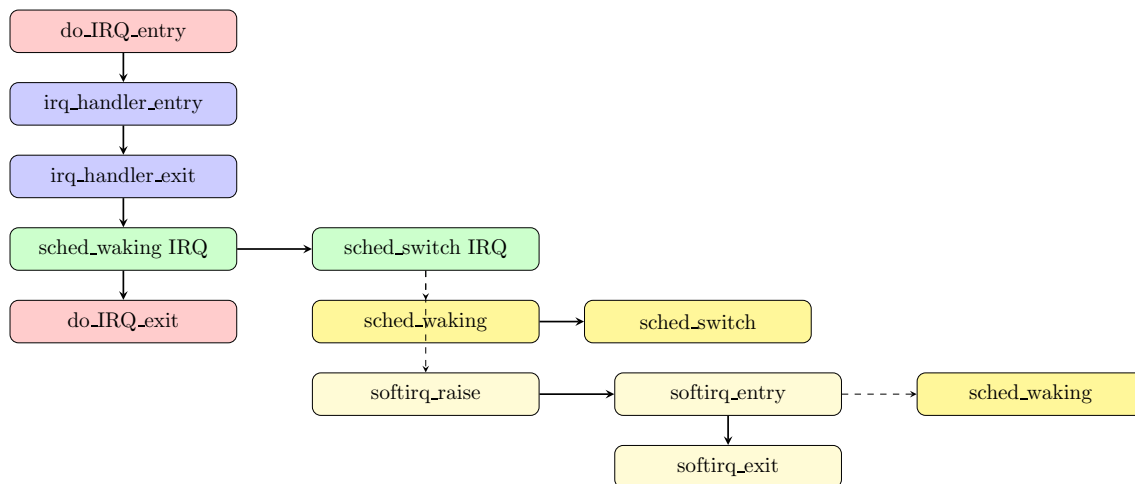 do_IRQ_entry
irq_handler_entry
irq_handler_exit
sched_waking IRQ
sched_switch IRQ
do_IRQ_exit
sched_waking
sched_switch
softirq_raise
softirq_entry
sched_waking
softirq_exit